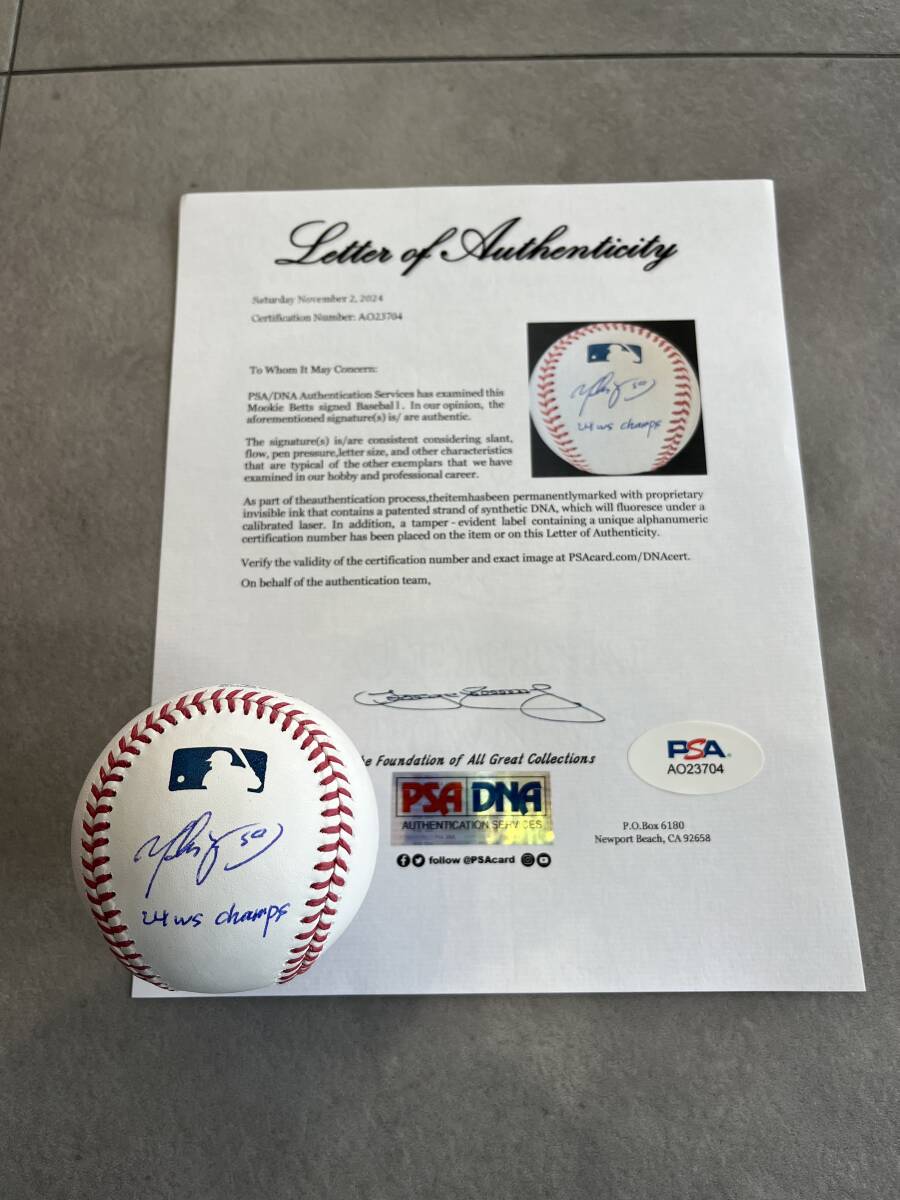 Letter of Authenticity
Saturday November 2, 2024
Certification Number: AO23704
To Whom It May Concern:
PSA/DNA Authentication Services has examined this
Mookie Betts signed Baseball. In our opinion, the
aforementioned signature(s) is/ are authentic.
The signature(s) is/are consistent considering slant,
flow, pen pressure,letter size, and other characteristics
that are typical of the other exemplars that we have
examined in our hobby and professional career.
24 ws champs
As part of theauthentication process,theitemhasbeen permanentlymarked with proprietary
invisible ink that contains a patented strand of synthetic DNA, which will fluoresce under a
calibrated laser. In addition, a tamper - evident label containing a unique alphanumeric
certification number has been placed on the item or on this Letter of Authenticity.
Verify the validity of the certification number and exact image at PSAcard.com/DNAcert.
On behalf of the authentication team,
Foundation of All Great Collections
PSA DNA
AUTHENTICATION SERVICES
follow @PSAcard
PSA
AO23704
P.O.Box 6180
Newport Beach, CA 92658
50
24 ws champs